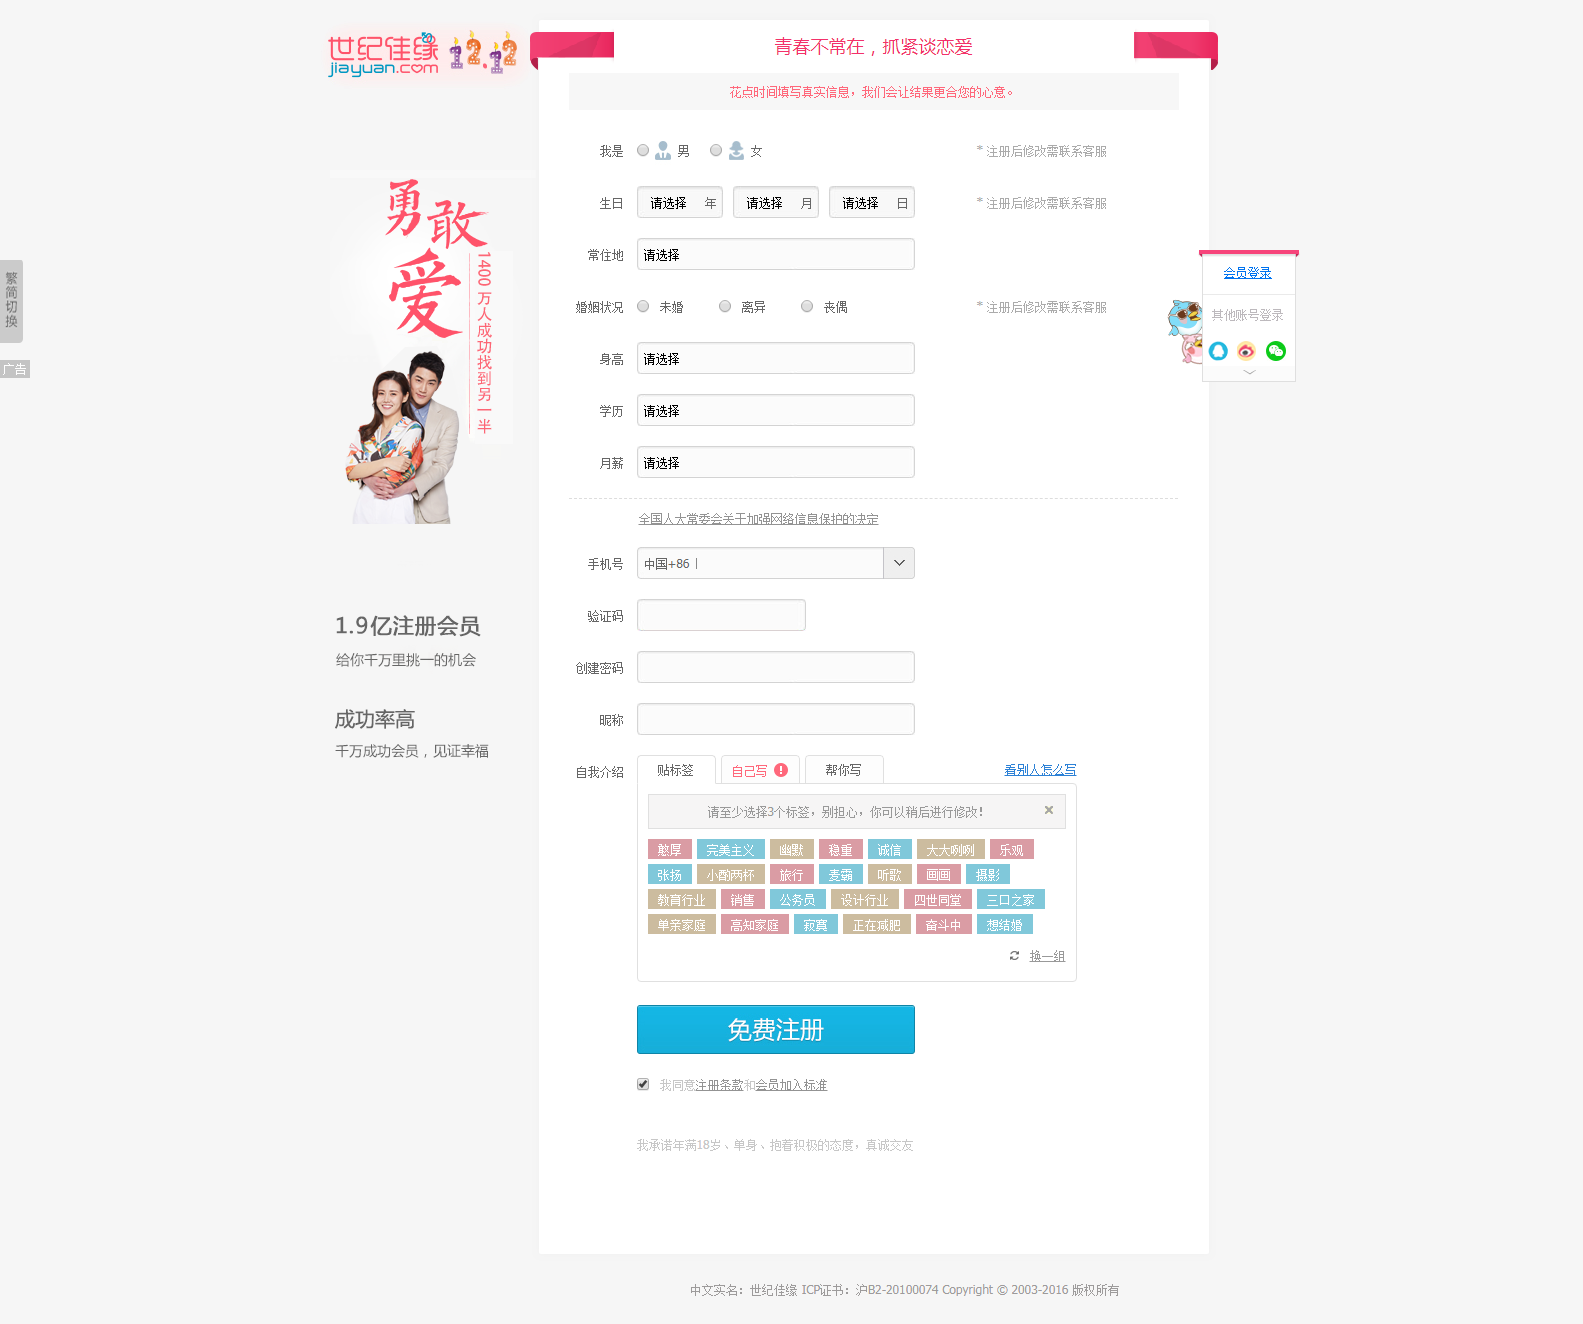 世纪佳缘
jiayuan.com
12.12
青春不常在，抓紧谈恋爱
花点时间填写真实信息，我们会让结果更合您的心意。
我是 男 女 * 注册后修改需联系客服
生日 请选择 年 请选择 月 请选择 日 * 注册后修改需联系客服
常住地 请选择
婚姻状况 未婚 离异 丧偶 * 注册后修改需联系客服
身高 请选择
学历 请选择
月薪 请选择
全国人大常委会关于加强网络信息保护的决定
手机号 中国+86 |
验证码
创建密码
昵称
自我介绍 贴标签 自己写 帮你写 看别人怎么写
请至少选择3个标签，别担心，你可以稍后进行修改！
憨厚 完美主义 幽默 稳重 诚信 大大咧咧 乐观
张扬 小酌两杯 旅行 麦霸 听歌 画画 摄影
教育行业 销售 公务员 设计行业 四世同堂 三口之家
单亲家庭 高知家庭 寂寞 正在减肥 奋斗中 想结婚
换一组
免费注册
我同意注册条款和会员加入标准
我承诺年满18岁、单身、抱着积极的态度，真诚交友
勇敢
爱
1400万人成功找到另一半
1.9亿注册会员
给你千万里挑一的机会
成功率高
千万成功会员，见证幸福
繁简切换
广告
会员登录
其他账号登录
中文实名：世纪佳缘 ICP证书：沪B2-20100074 Copyright © 2003-2016 版权所有